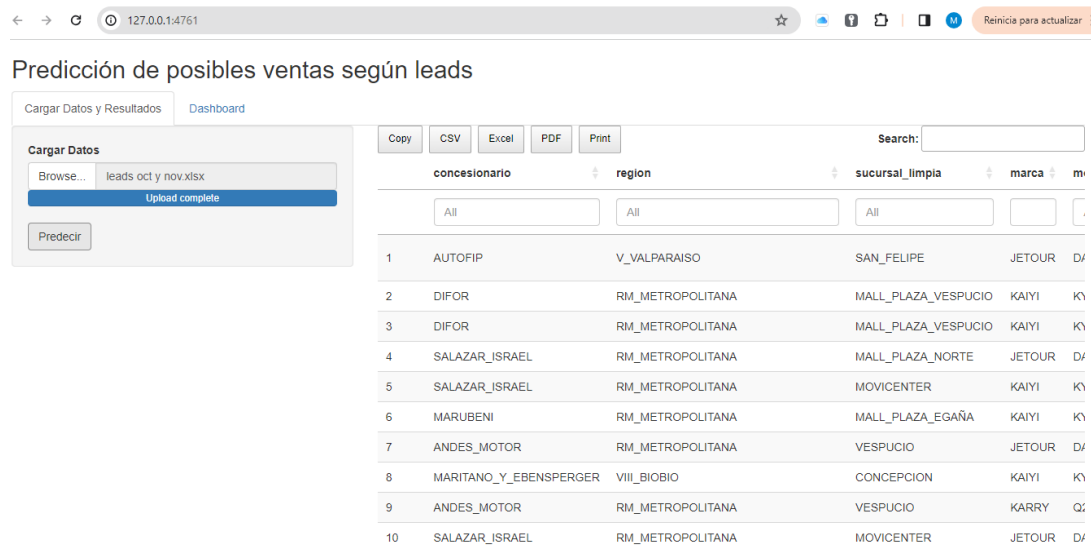 127.0.0.1:4761
Reinicia para actualizar
Predicción de posibles ventas según leads
Cargar Datos y Resultados Dashboard
Cargar Datos
Browse... leads oct y nov.xlsx
Upload complete
Predecir
Copy CSV Excel PDF Print Search:
concesionario region sucursal_limpia marca
All All All
1 AUTOFIP V_VALPARAISO SAN_FELIPE JETOUR
2 DIFOR RM_METROPOLITANA MALL_PLAZA_VESPUCIO KAIYI
3 DIFOR RM_METROPOLITANA MALL_PLAZA_VESPUCIO KAIYI
4 SALAZAR_ISRAEL RM_METROPOLITANA MALL_PLAZA_NORTE JETOUR
5 SALAZAR_ISRAEL RM_METROPOLITANA MOVICENTER KAIYI
6 MARUBENI RM_METROPOLITANA MALL_PLAZA_EGAÑA KAIYI
7 ANDES_MOTOR RM_METROPOLITANA VESPUCIO JETOUR
8 MARITANO_Y_EBENSPERGER VIII_BIOBIO CONCEPCION KAIYI
9 ANDES_MOTOR RM_METROPOLITANA VESPUCIO KARRY
10 SALAZAR_ISRAEL RM_METROPOLITANA MOVICENTER JETOUR